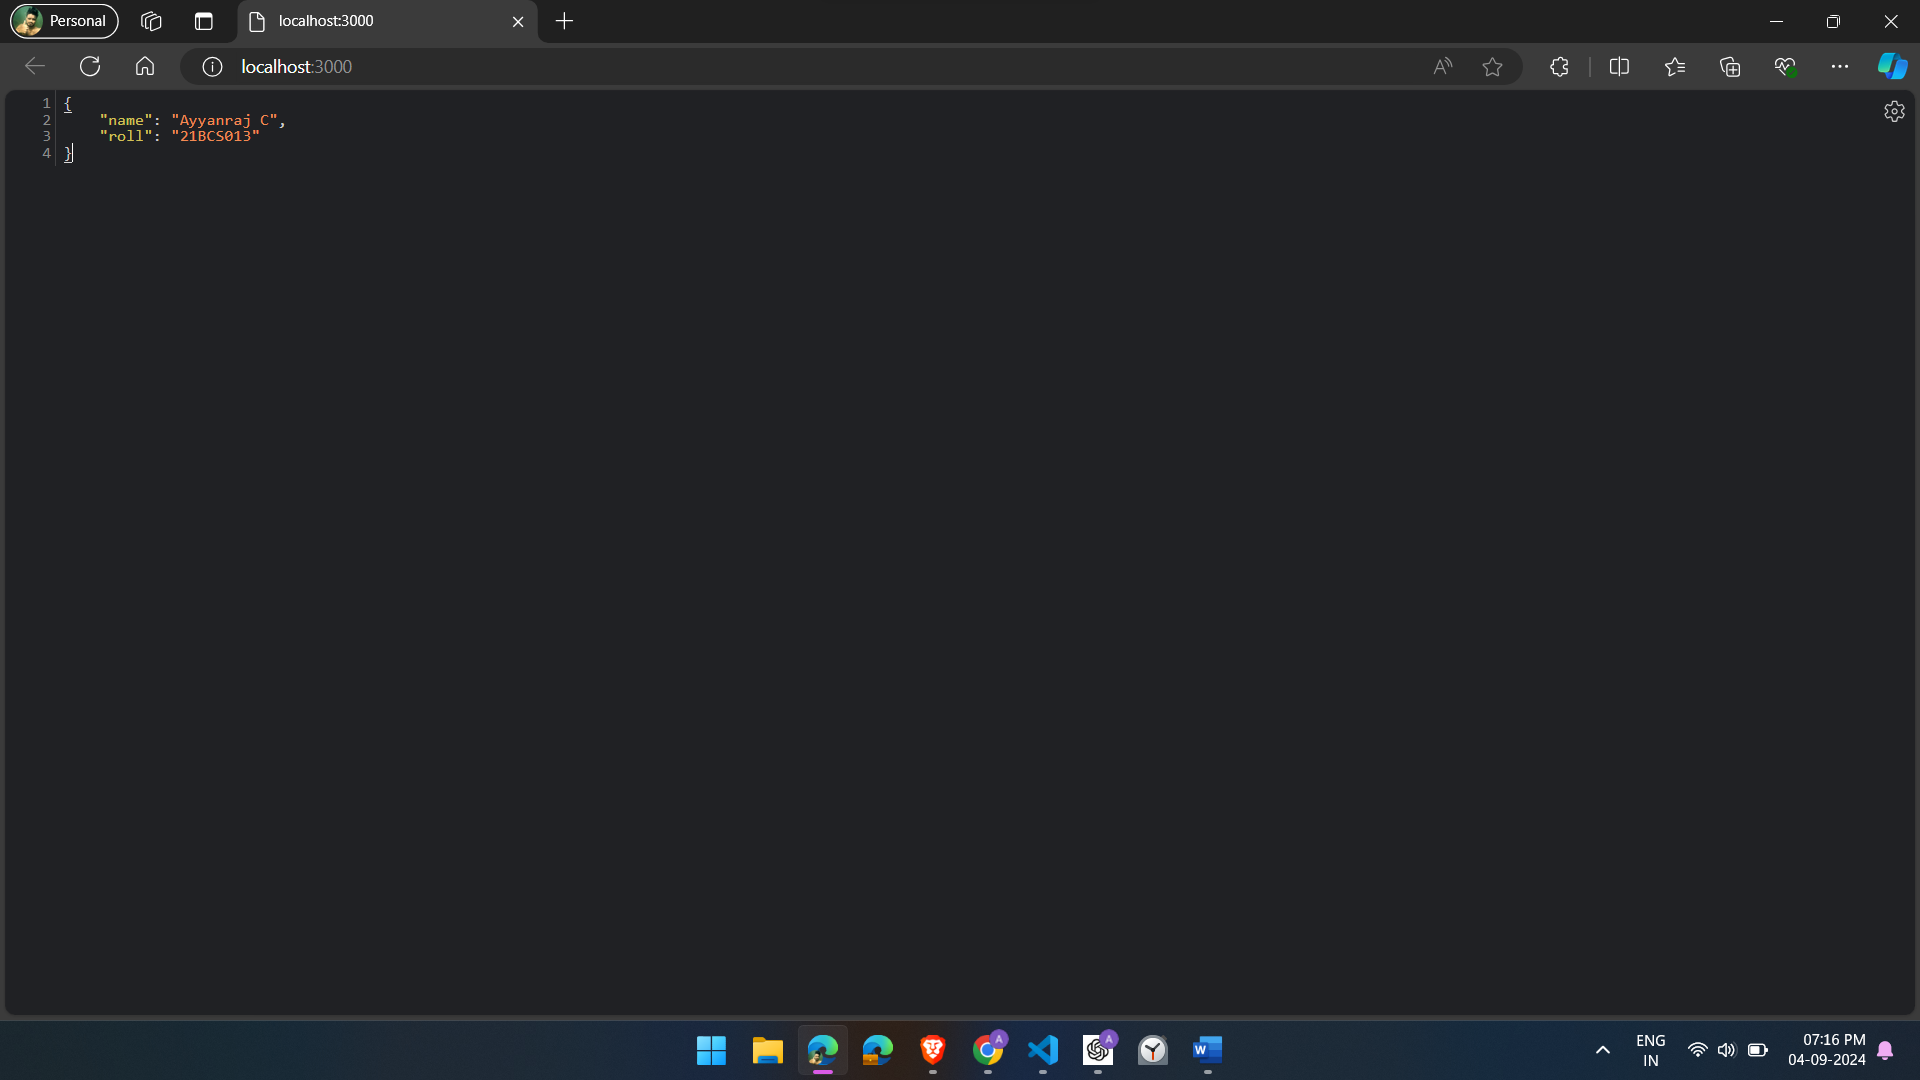 Personal
localhost:3000
localhost:3000
1 {
2     "name": "Ayyanraj C",
3     "roll": "21BCS013"
4 }
ENG
IN
07:16 PM
04-09-2024